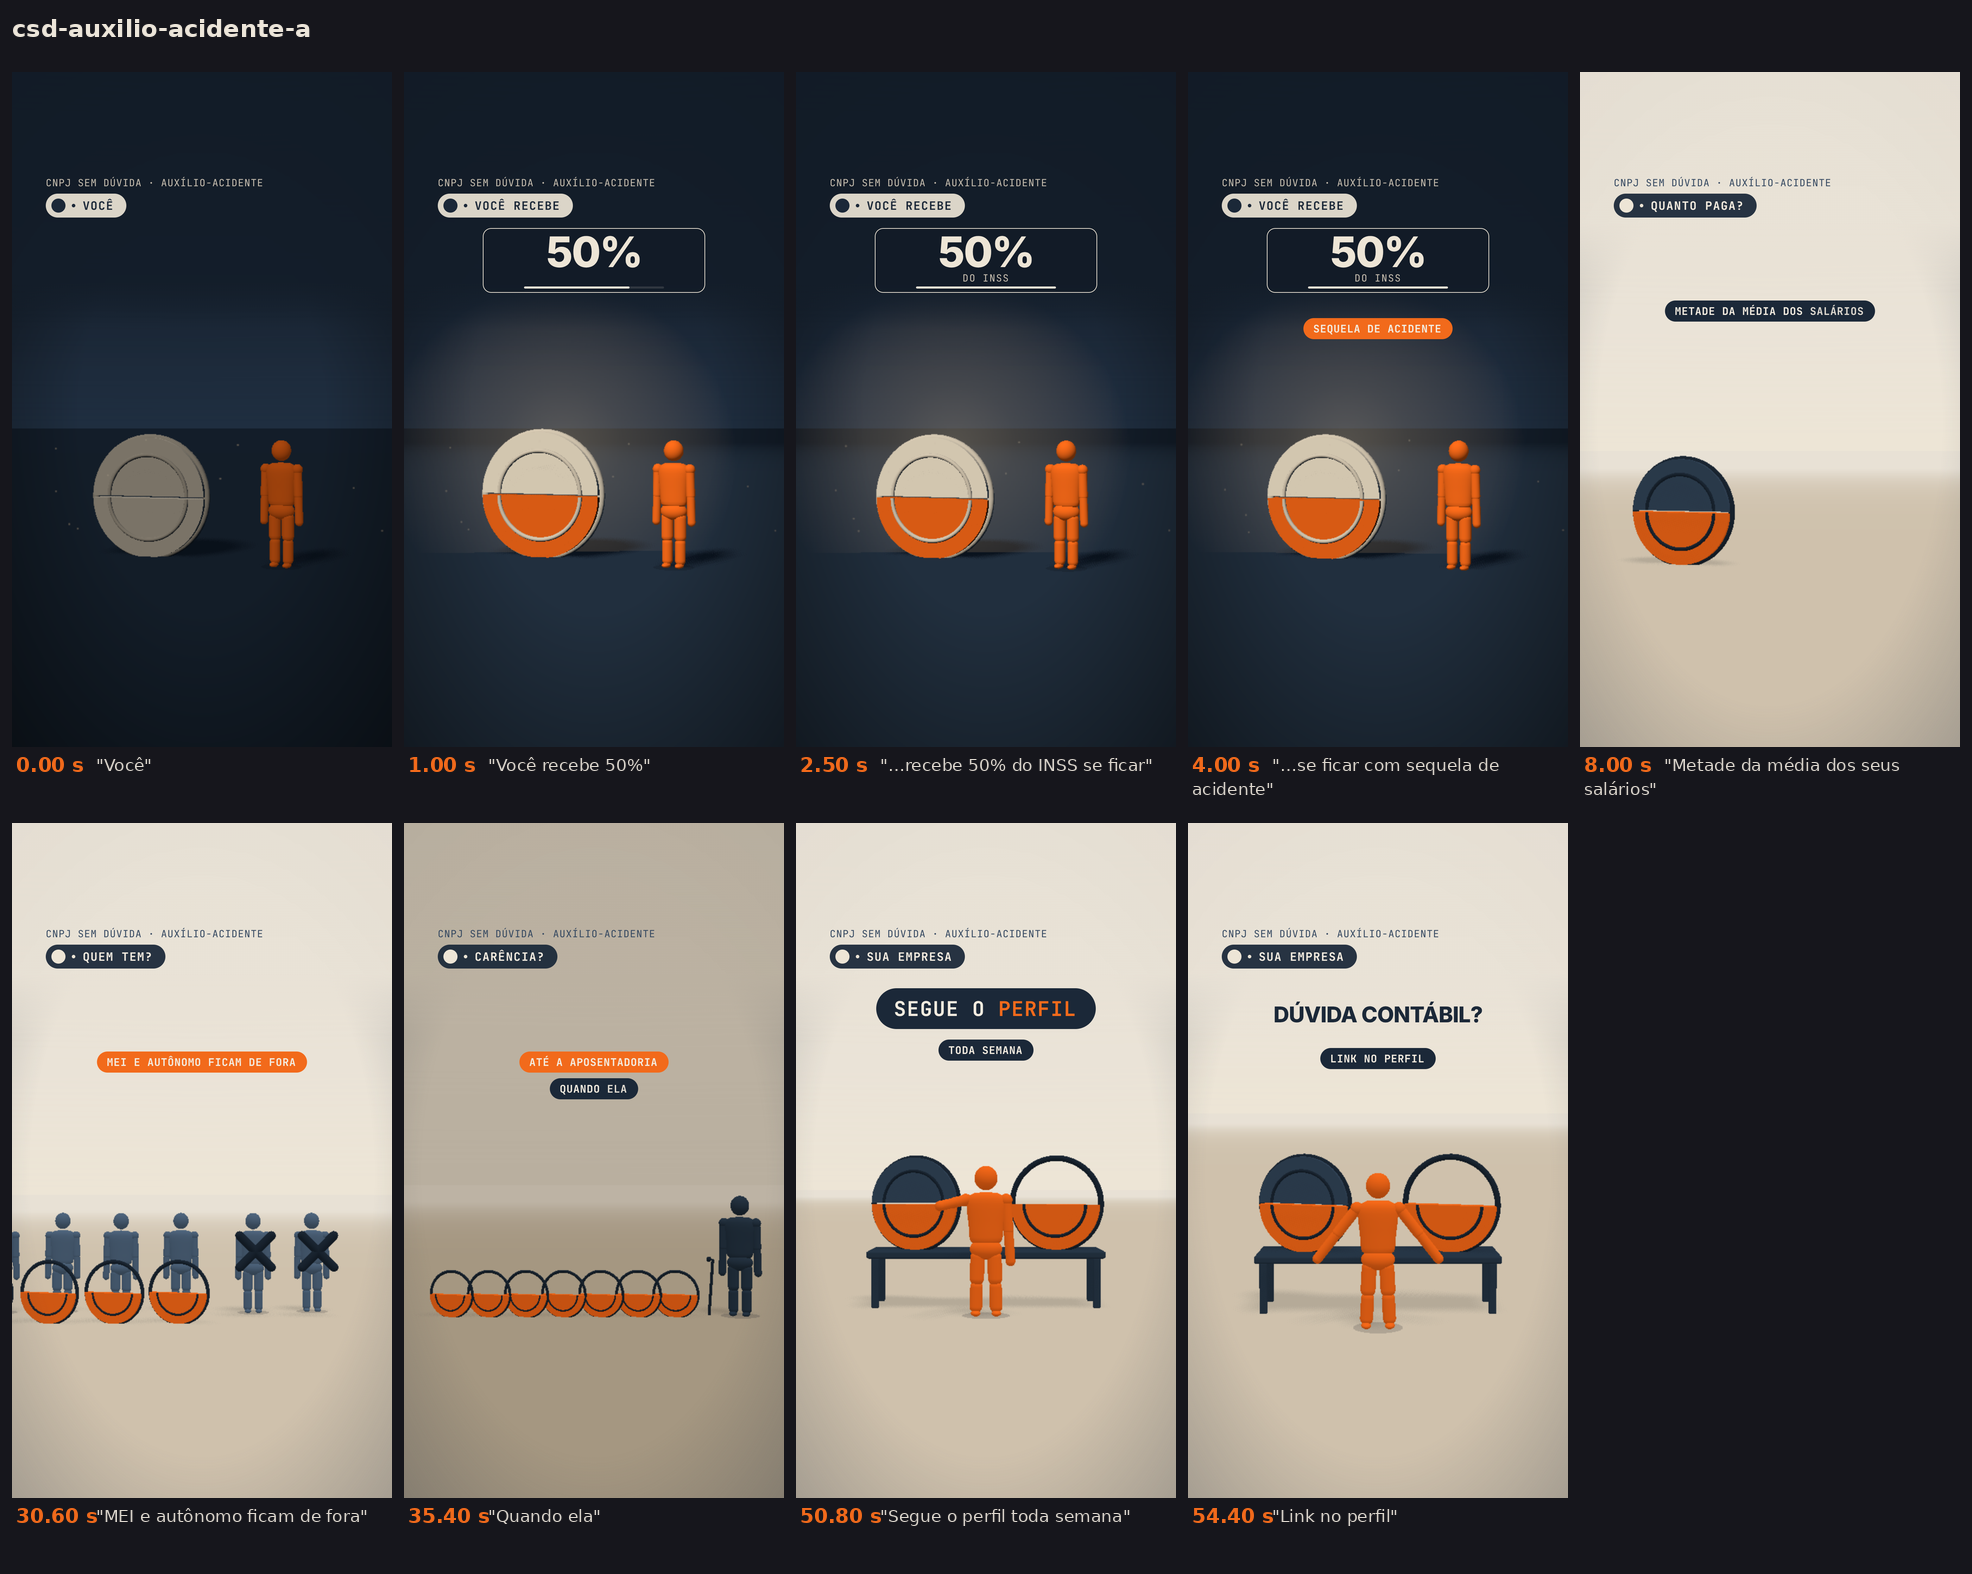 csd-auxilio-acidente-a
CNPJ SEM DÚVIDA · AUXÍLIO-ACIDENTE
• VOCÊ
0.00 s "Você"
CNPJ SEM DÚVIDA · AUXÍLIO-ACIDENTE
• VOCÊ RECEBE
50%
1.00 s "Você recebe 50%"
CNPJ SEM DÚVIDA · AUXÍLIO-ACIDENTE
• VOCÊ RECEBE
50%
DO INSS
2.50 s "...recebe 50% do INSS se ficar"
CNPJ SEM DÚVIDA · AUXÍLIO-ACIDENTE
• VOCÊ RECEBE
50%
DO INSS
SEQUELA DE ACIDENTE
4.00 s "...se ficar com sequela de
acidente"
CNPJ SEM DÚVIDA · AUXÍLIO-ACIDENTE
• QUANTO PAGA?
METADE DA MÉDIA DOS SALÁRIOS
8.00 s "Metade da média dos seus
salários"
CNPJ SEM DÚVIDA · AUXÍLIO-ACIDENTE
• QUEM TEM?
MEI E AUTÔNOMO FICAM DE FORA
30.60 s "MEI e autônomo ficam de fora"
CNPJ SEM DÚVIDA · AUXÍLIO-ACIDENTE
• CARÊNCIA?
ATÉ A APOSENTADORIA
QUANDO ELA
35.40 s "Quando ela"
CNPJ SEM DÚVIDA · AUXÍLIO-ACIDENTE
• SUA EMPRESA
SEGUE O PERFIL
TODA SEMANA
50.80 s "Segue o perfil toda semana"
CNPJ SEM DÚVIDA · AUXÍLIO-ACIDENTE
• SUA EMPRESA
DÚVIDA CONTÁBIL?
LINK NO PERFIL
54.40 s "Link no perfil"